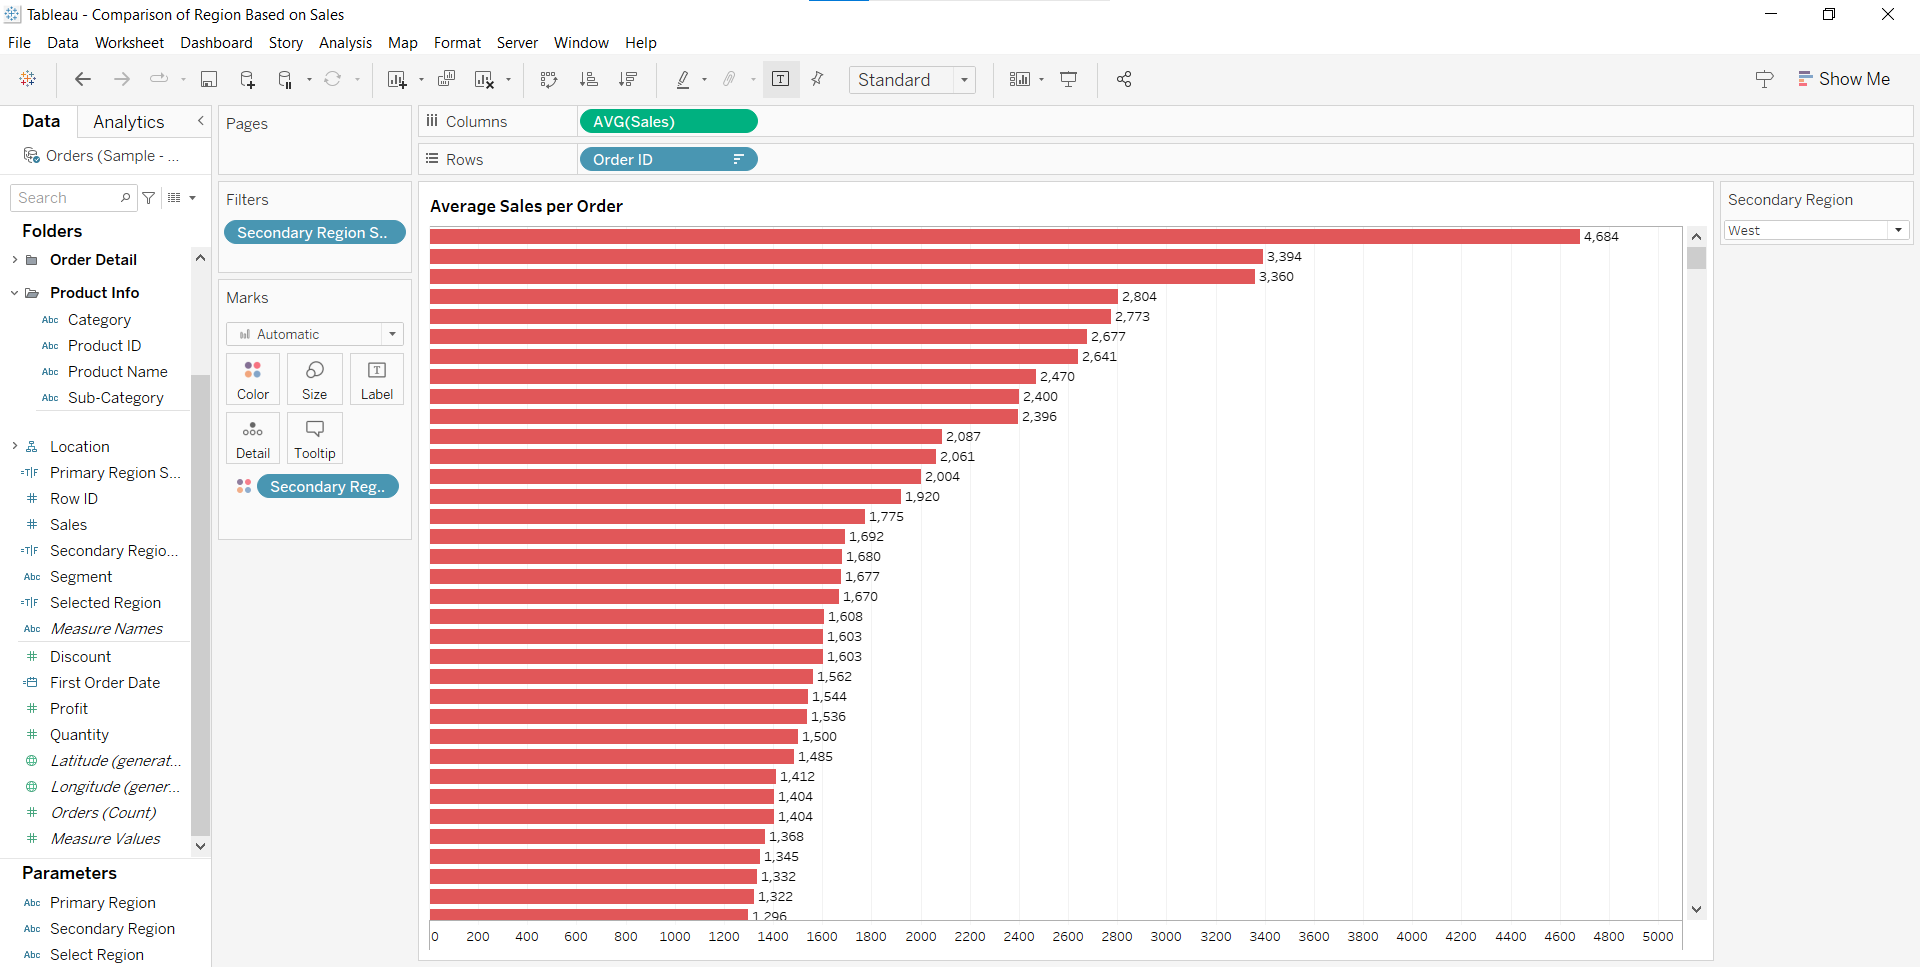 Tableau - Comparison of Region Based on Sales
File Data Worksheet Dashboard Story Analysis Map Format Server Window Help
Standard
Show Me
Data Analytics
Orders (Sample - ...
Search
Folders
Order Detail
Product Info
Abc Category
Abc Product ID
Abc Product Name
Abc Sub-Category
Location
=T|F Primary Region S...
# Row ID
# Sales
=T|F Secondary Regio...
Abc Segment
=T|F Selected Region
Abc Measure Names
# Discount
First Order Date
# Profit
# Quantity
Latitude (generat...
Longitude (gener...
# Orders (Count)
# Measure Values
Parameters
Abc Primary Region
Abc Secondary Region
Abc Select Region
Pages
Filters
Secondary Region S..
Marks
Automatic
Color Size Label
Detail Tooltip
Secondary Reg..
Columns AVG(Sales)
Rows Order ID
Average Sales per Order
4,684
3,394
3,360
2,804
2,773
2,677
2,641
2,470
2,400
2,396
2,087
2,061
2,004
1,920
1,775
1,692
1,680
1,677
1,670
1,608
1,603
1,603
1,562
1,544
1,536
1,500
1,485
1,412
1,404
1,404
1,368
1,345
1,332
1,322
1,296
0 200 400 600 800 1000 1200 1400 1600 1800 2000 2200 2400 2600 2800 3000 3200 3400 3600 3800 4000 4200 4400 4600 4800 5000
Secondary Region
West